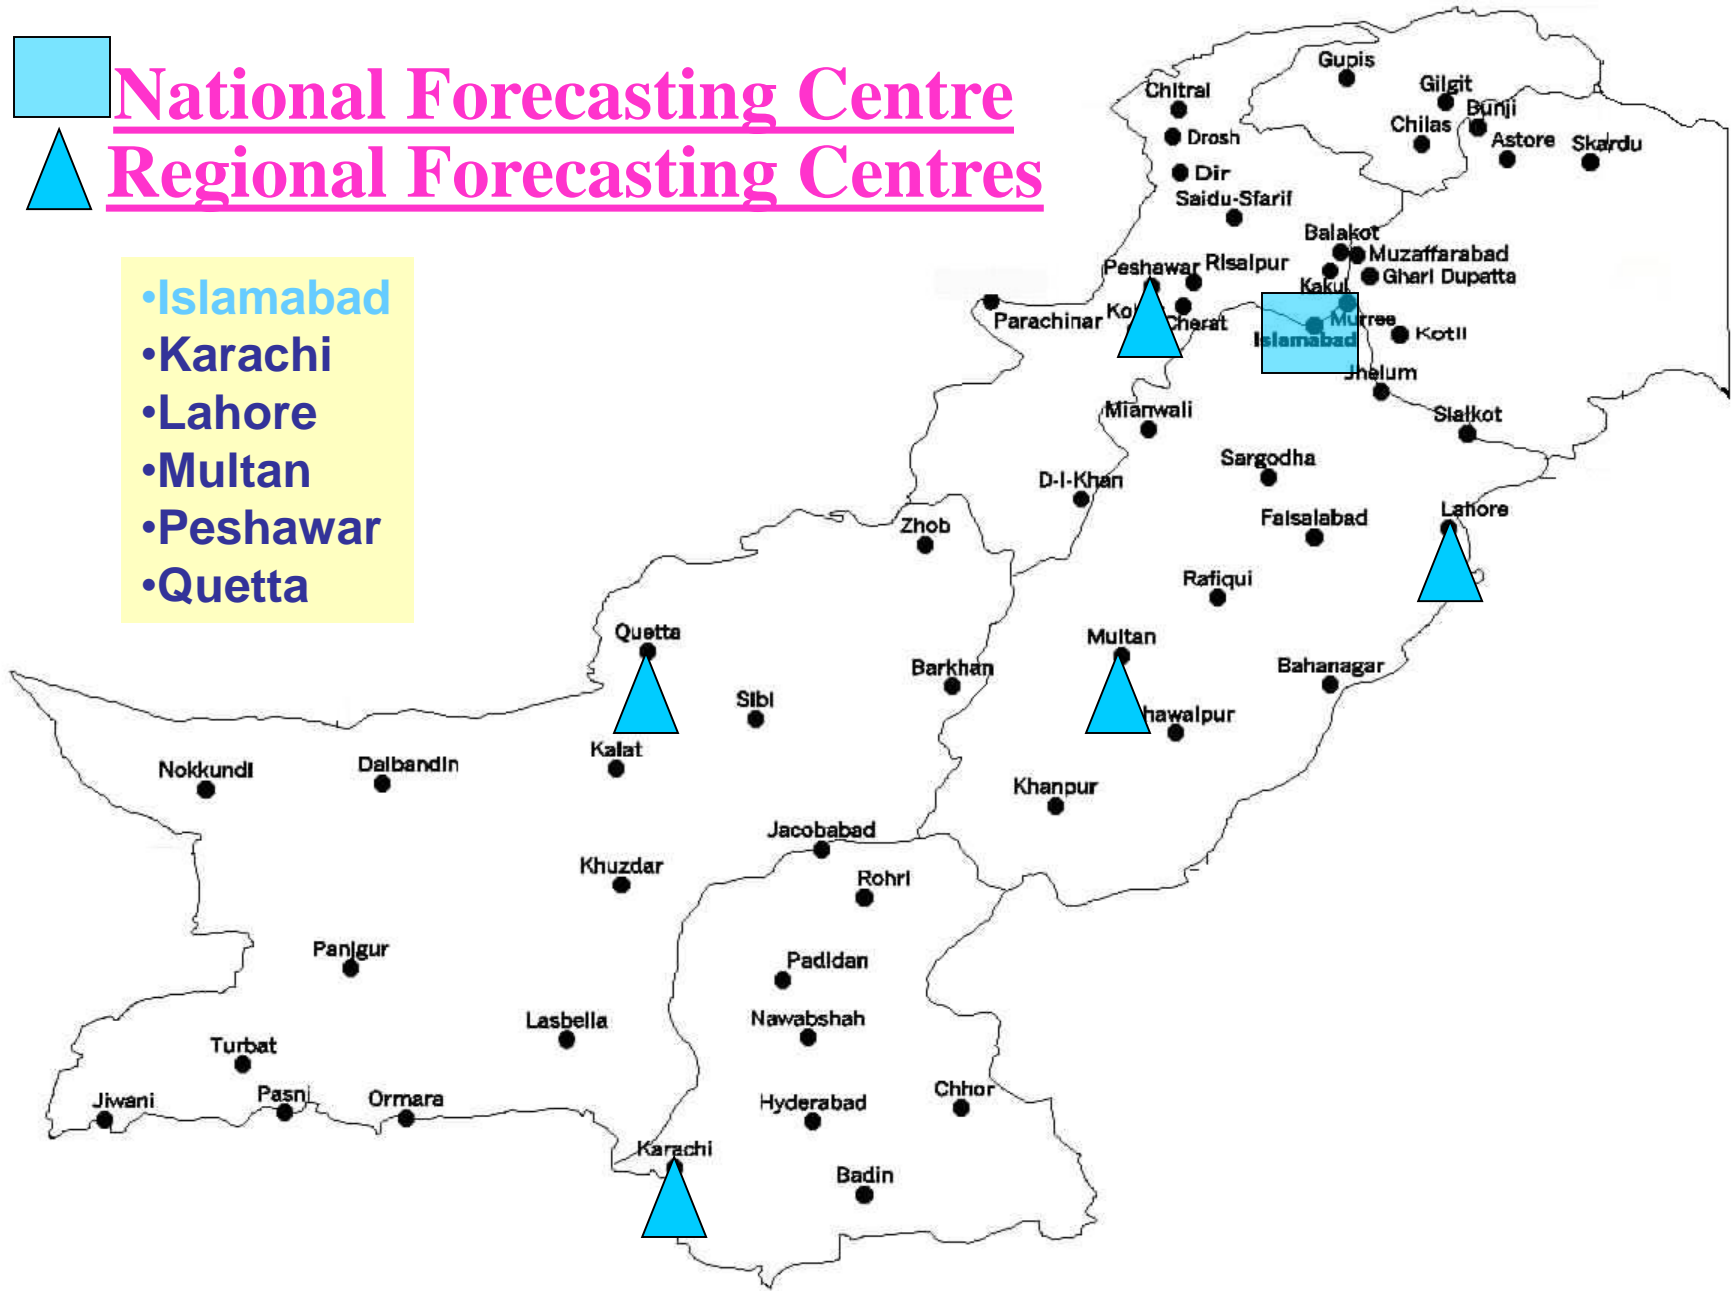 National Forecasting Centre
Regional Forecasting Centres
•Islamabad
•Karachi
•Lahore
•Multan
•Peshawar
•Quetta
Gupis
Chitral
Gilgit
Bunji
Chilas
Drosh
Astore
Skardu
Dir
Saidu-Sfarif
Balakot
Muzaffarabad
Peshawar
Risalpur
Ghari Dupatta
Kakul
Parachinar
Cherat
Murree
Islamabad
Kotli
Jhelum
Mianwali
Sialkot
Sargodha
D-I-Khan
Lahore
Faisalabad
Zhob
Rafiqui
Quetta
Multan
Barkhan
Bahanagar
Sibi
hawalpur
Kalat
Nokkundi
Dalbandin
Khanpur
Jacobabad
Khuzdar
Rohri
Panjgur
Padidan
Lasbella
Nawabshah
Turbat
Jiwani
Pasni
Ormara
Hyderabad
Chhor
Karachi
Badin